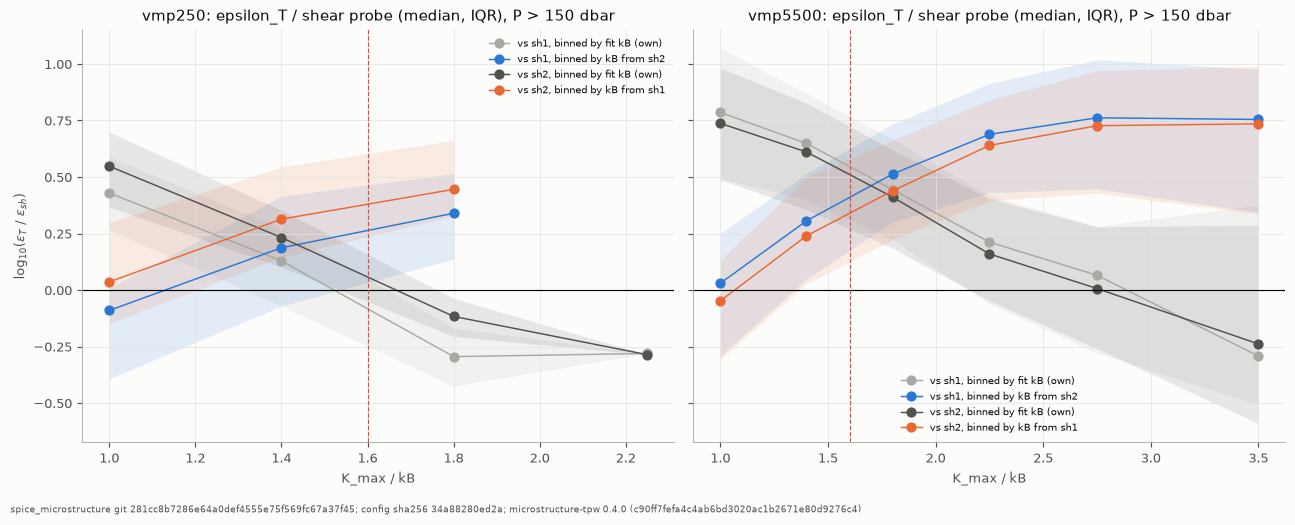 vmp250: epsilon_T / shear probe (median, IQR), P > 150 dbar
vs sh1, binned by fit kB (own)
vs sh1, binned by kB from sh2
vs sh2, binned by fit kB (own)
vs sh2, binned by kB from sh1
1.00
0.75
0.50
0.25
0.00
−0.25
−0.50
log10(εT / εsh)
1.0 1.2 1.4 1.6 1.8 2.0 2.2
K_max / kB
vmp5500: epsilon_T / shear probe (median, IQR), P > 150 dbar
vs sh1, binned by fit kB (own)
vs sh1, binned by kB from sh2
vs sh2, binned by fit kB (own)
vs sh2, binned by kB from sh1
1.0 1.5 2.0 2.5 3.0 3.5
K_max / kB
spice_microstructure git 281cc8b7286e64a0def4555e75f569fc67a37f45; config sha256 34a88280ed2a; microstructure-tpw 0.4.0 (c90ff7fefa4c4ab6bd3020ac1b2671e80d9276c4)